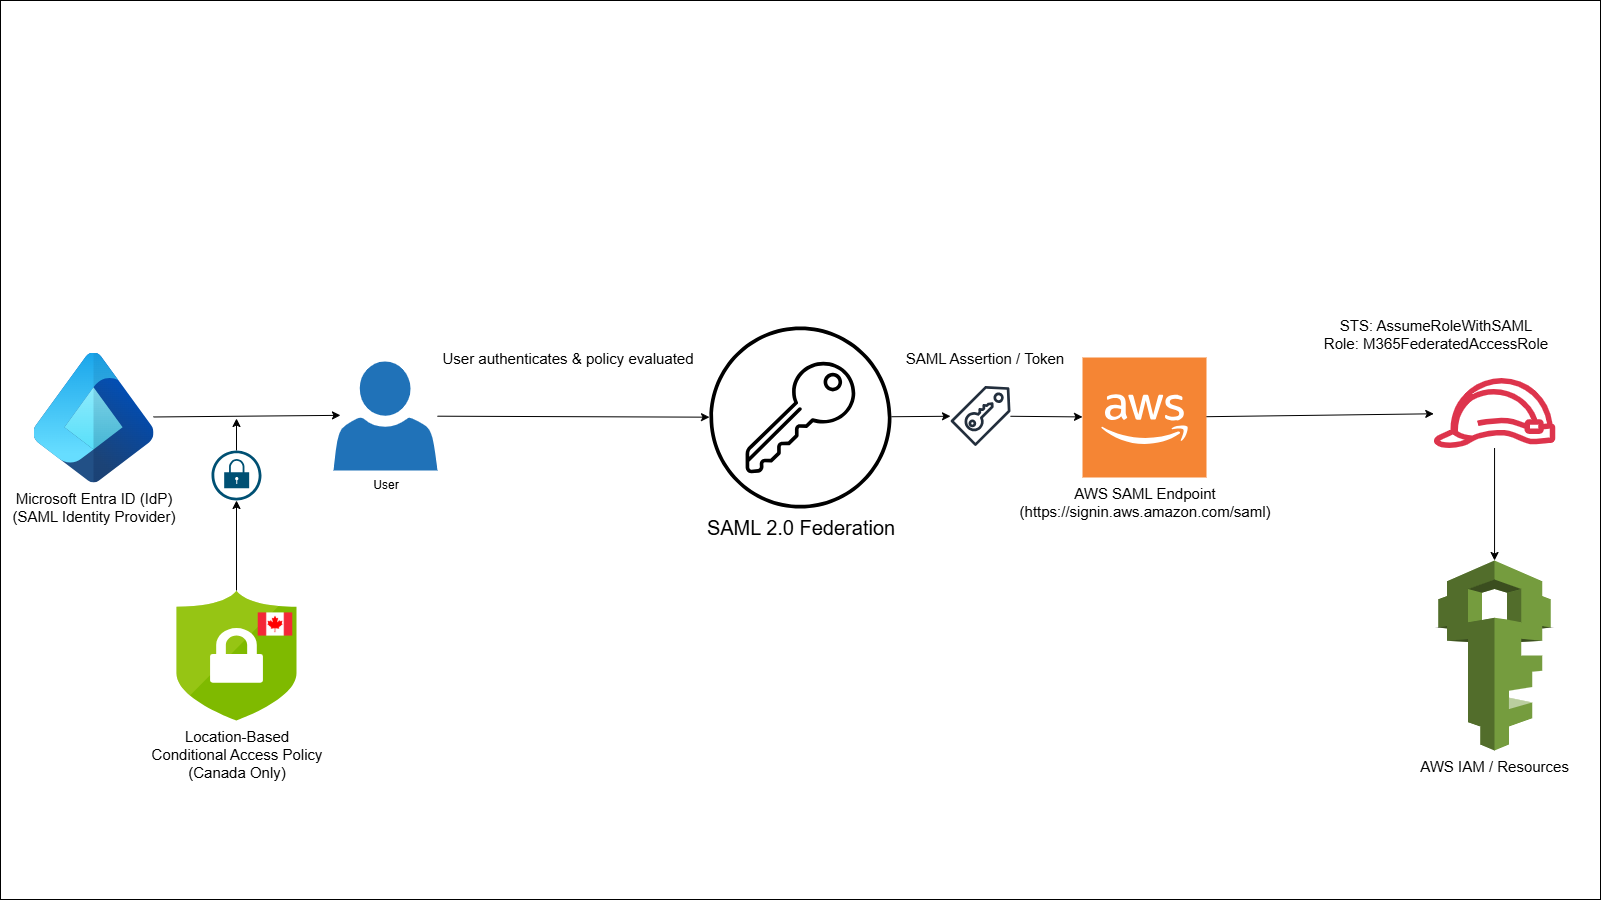 STS: AssumeRoleWithSAML
Role: M365FederatedAccessRole
User authenticates & policy evaluated
SAML Assertion / Token
aws
Microsoft Entra ID (IdP)
(SAML Identity Provider)
User
SAML 2.0 Federation
AWS SAML Endpoint
(https://signin.aws.amazon.com/saml)
Location-Based
Conditional Access Policy
(Canada Only)
AWS IAM / Resources